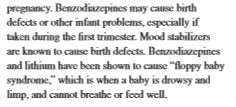 pregnancy. Benzodiazepines may cause birth
defects or other infant problems, especially if
taken during the first trimester. Mood stabilizers
are known to cause birth defects. Benzodiazepines
and lithium have been shown to cause “floppy baby
syndrome,” which is when a baby is drowsy and
limp, and cannot breathe or feed well.